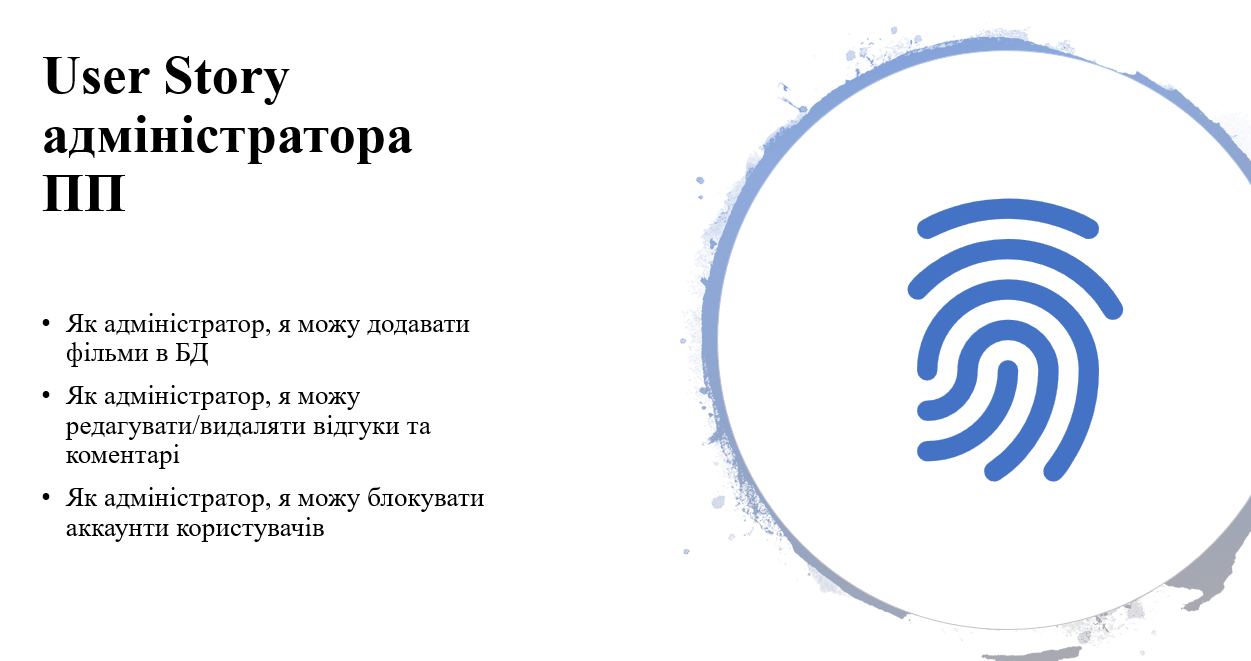 User Story
адміністратора
ПП
• Як адміністратор, я можу додавати
фільми в БД
• Як адміністратор, я можу
редагувати/видаляти відгуки та
коментарі
• Як адміністратор, я можу блокувати
аккаунти користувачів